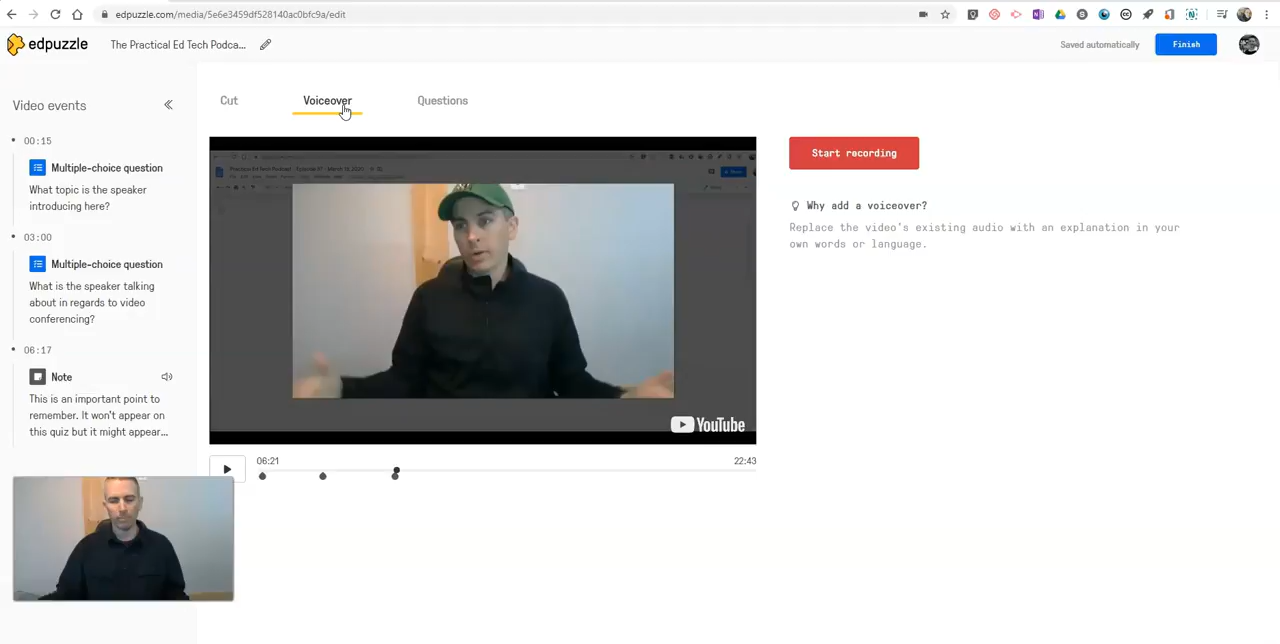 edpuzzle.com/media/5e6e3459df528140ac0bfc9a/edit
edpuzzle
The Practical Ed Tech Podca...
Saved automatically
Finish
Video events
Cut
Voiceover
Questions
00:15
Multiple-choice question
What topic is the speaker
introducing here?
03:00
Multiple-choice question
What is the speaker talking
about in regards to video
conferencing?
06:17
Note
This is an important point to
remember. It won't appear on
this quiz but it might appear...
Start recording
Why add a voiceover?
Replace the video's existing audio with an explanation in your
own words or language.
YouTube
06:21
22:43